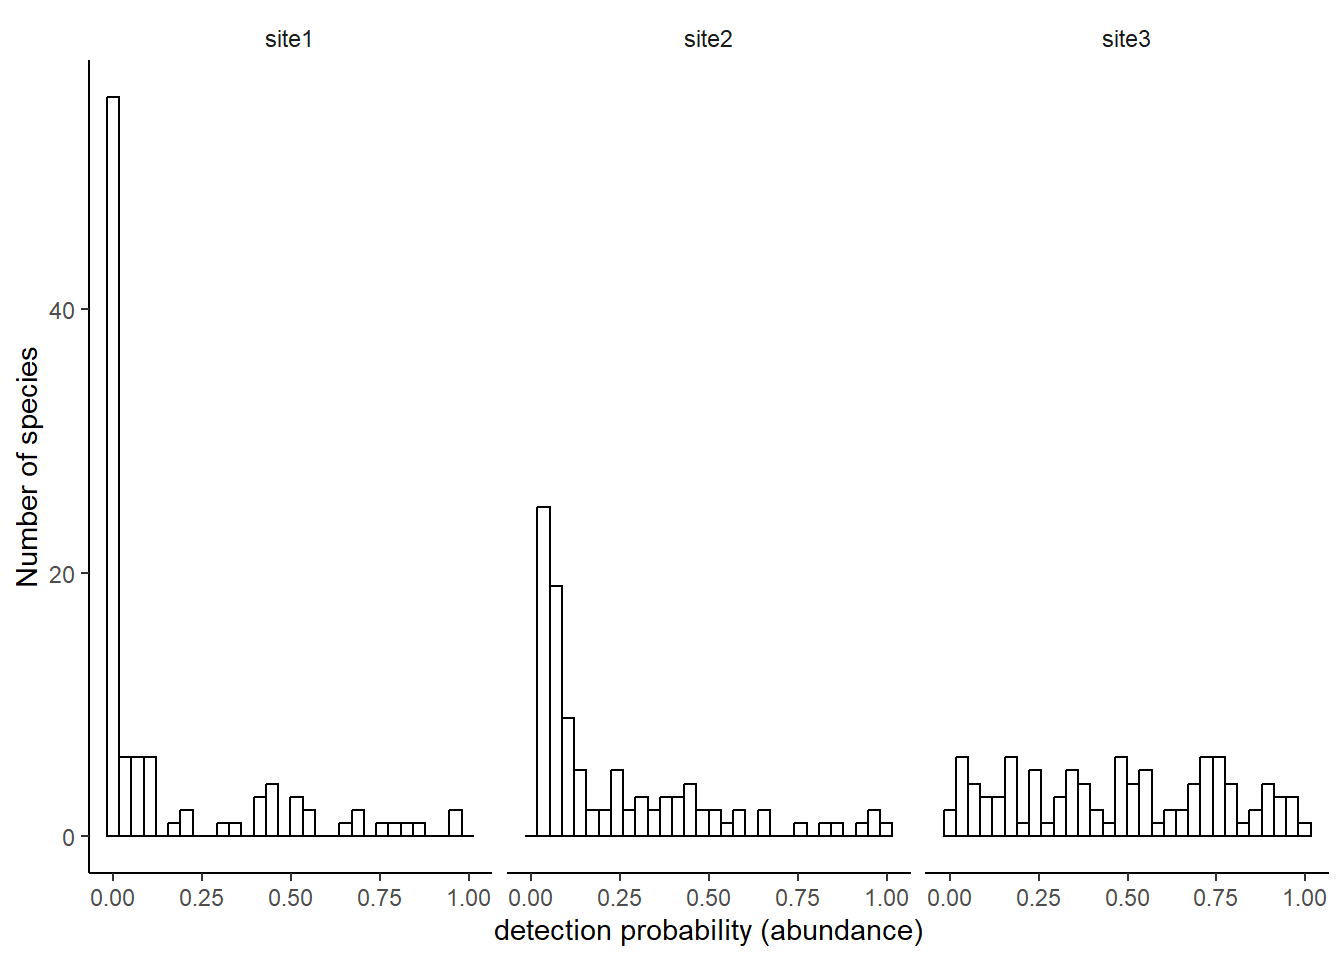 site1 site2 site3
Number of species
40
20
0
0.00 0.25 0.50 0.75 1.00 0.00 0.25 0.50 0.75 1.00 0.00 0.25 0.50 0.75 1.00
detection probability (abundance)